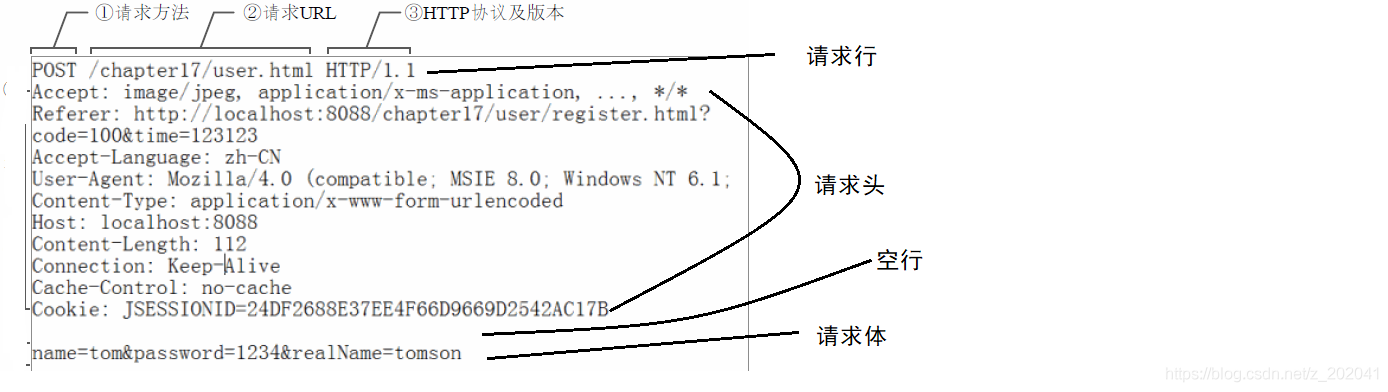 ①请求方法 ②请求URL ③HTTP协议及版本
POST /chapter17/user.html HTTP/1.1
请求行
Accept: image/jpeg, application/x-ms-application, ..., */*
Referer: http://localhost:8088/chapter17/user/register.html?
code=100&time=123123
Accept-Language: zh-CN
User-Agent: Mozilla/4.0 (compatible; MSIE 8.0; Windows NT 6.1;
请求头
Content-Type: application/x-www-form-urlencoded
Host: localhost:8088
Content-Length: 112
Connection: Keep-Alive
空行
Cache-Control: no-cache
Cookie: JSESSIONID=24DF2688E37EE4F66D9669D2542AC17B
请求体
name=tom&password=1234&realName=tomson
https://blog.csdn.net/z_202041